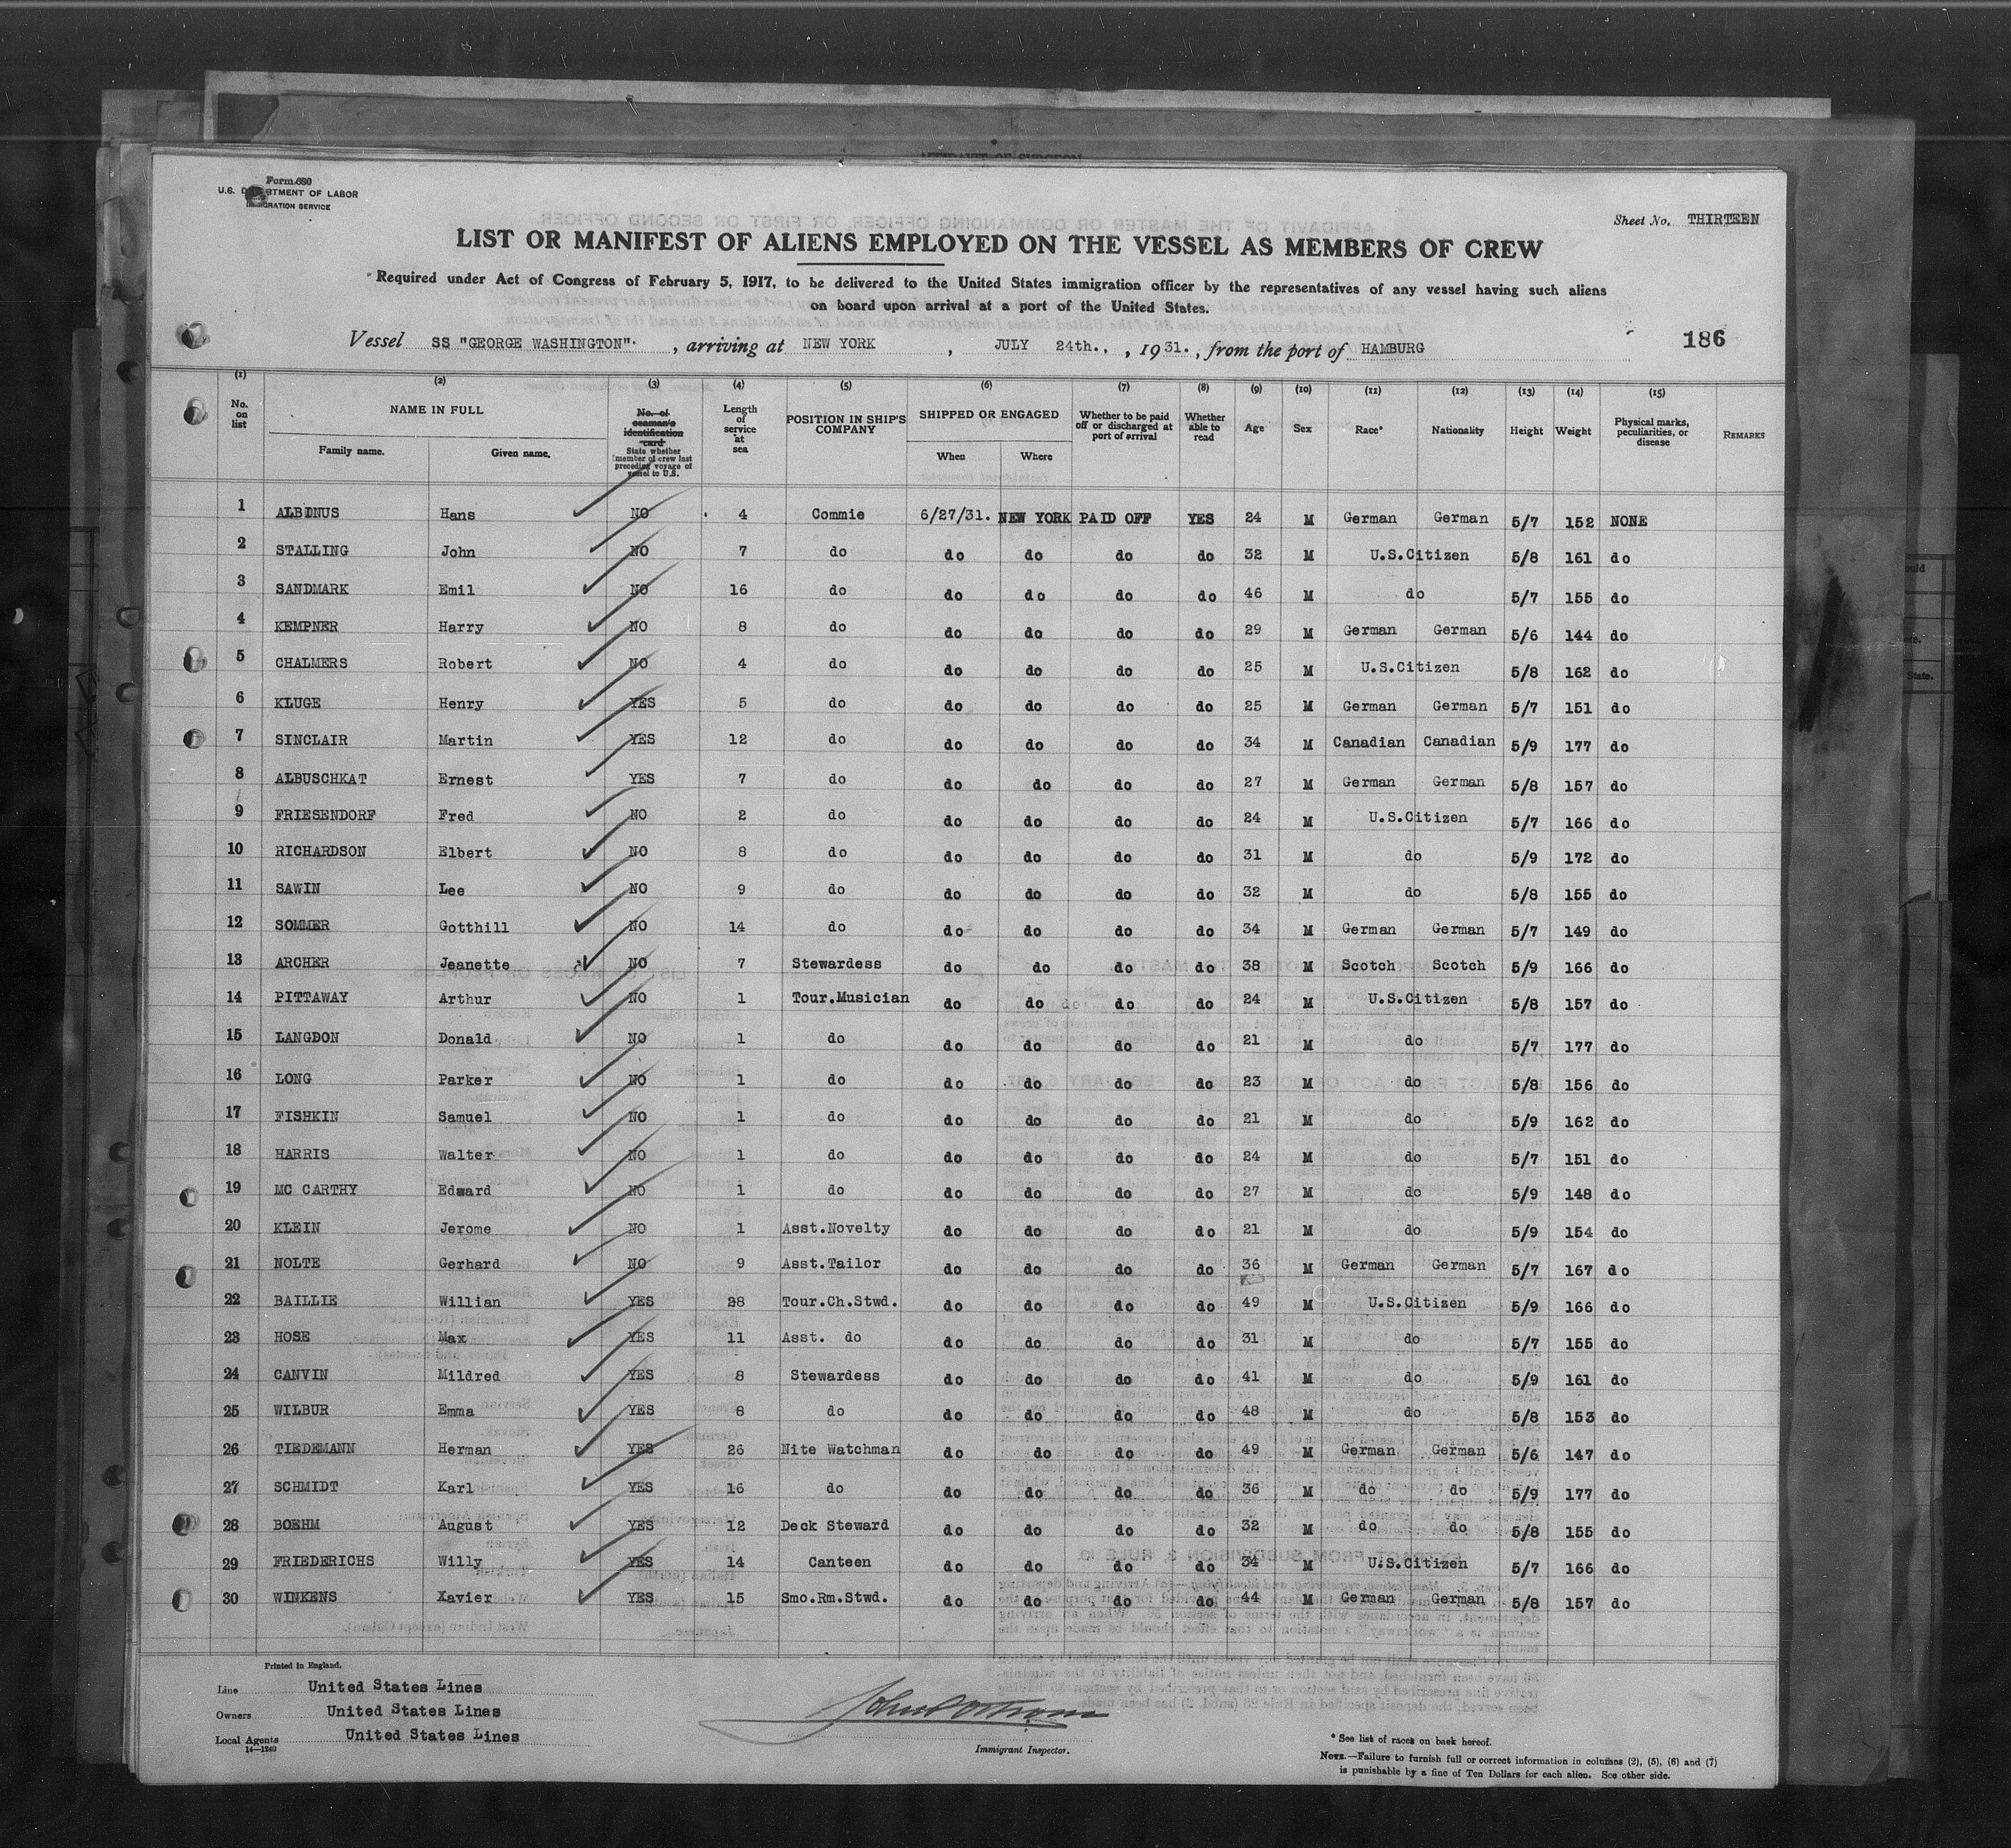 Form 680
U.S. DEPARTMENT OF LABOR
IMMIGRATION SERVICE
Sheet No. THIRTEEN
LIST OR MANIFEST OF ALIENS EMPLOYED ON THE VESSEL AS MEMBERS OF CREW
Required under Act of Congress of February 5, 1917, to be delivered to the United States immigration officer by the representatives of any vessel having such aliens
on board upon arrival at a port of the United States.
186
Vessel SS "GEORGE WASHINGTON". , arriving at NEW YORK , JULY 24th., , 1931. , from the port of HAMBURG
(1) (2) (3) (4) (5) (6) (7) (8) (9) (10) (11) (12) (13) (14) (15)
No. on list NAME IN FULL Family name. Given name. No. of seaman's identification card State whether member of crew last preceding voyage of vessel to U.S. Length of service at sea POSITION IN SHIP'S COMPANY SHIPPED OR ENGAGED When Where Whether to be paid off or discharged at port of arrival Whether able to read Age Sex Race* Nationality Height Weight Physical marks, peculiarities, or disease REMARKS
1 ALBINUS Hans NO 4 Commie 6/27/31. NEW YORK PAID OFF YES 24 M German German 5/7 152 NONE
2 STALLING John NO 7 do do do do do 32 M U.S.Citizen 5/8 161 do
3 SANDMARK Emil NO 16 do do do do do 46 M do 5/7 155 do
4 KEMPNER Harry NO 8 do do do do do 29 M German German 5/6 144 do
5 CHALMERS Robert NO 4 do do do do do 25 M U.S.Citizen 5/8 162 do
6 KLUGE Henry YES 5 do do do do do 25 M German German 5/7 151 do
7 SINCLAIR Martin YES 12 do do do do do 34 M Canadian Canadian 5/9 177 do
8 ALBUSCHKAT Ernest YES 7 do do do do do 27 M German German 5/8 157 do
9 FRIESENDORF Fred NO 2 do do do do do 24 M U.S.Citizen 5/7 166 do
10 RICHARDSON Elbert NO 8 do do do do do 31 M do 5/9 172 do
11 SAWIN Lee NO 9 do do do do do 32 M do 5/8 155 do
12 SOMMER Gotthill NO 14 do do do do do 34 M German German 5/7 149 do
13 ARCHER Jeanette NO 7 Stewardess do do do do 38 M Scotch Scotch 5/9 166 do
14 PITTAWAY Arthur NO 1 Tour.Musician do do do do 24 M U.S.Citizen 5/8 157 do
15 LANGDON Donald NO 1 do do do do do 21 M do 5/7 177 do
16 LONG Parker NO 1 do do do do do 23 M do 5/8 156 do
17 FISHKIN Samuel NO 1 do do do do do 21 M do 5/9 162 do
18 HARRIS Walter NO 1 do do do do do 24 M do 5/7 151 do
19 MC CARTHY Edward NO 1 do do do do do 27 M do 5/9 148 do
20 KLEIN Jerome NO 1 Asst.Novelty do do do do 21 M do 5/9 154 do
21 NOLTE Gerhard NO 9 Asst.Tailor do do do do 36 M German German 5/7 167 do
22 BAILLIE Willian YES 28 Tour.Ch.Stwd. do do do do 49 M U.S.Citizen 5/9 166 do
23 HOSE Max YES 11 Asst. do do do do do 31 M do 5/7 155 do
24 CANVIN Mildred YES 8 Stewardess do do do do 41 M do 5/9 161 do
25 WILBUR Emma YES 8 do do do do do 48 M do 5/8 153 do
26 TIEDEMANN Herman YES 26 Nite Watchman do do do do 49 M German German 5/6 147 do
27 SCHMIDT Karl YES 16 do do do do do 36 M do do 5/9 177 do
28 BOEHM August YES 12 Deck Steward do do do do 32 M do do 5/8 155 do
29 FRIEDERICHS Willy YES 14 Canteen do do do do 34 M U.S.Citizen 5/7 166 do
30 WINKENS Xavier YES 15 Smo.Rm.Stwd. do do do do 44 M German German 5/8 157 do
Printed in England.
Line United States Lines
Owners United States Lines
Local Agents United States Lines
14—1240
Immigrant Inspector.
* See list of races on back hereof.
NOTE.—Failure to furnish full or correct information in columns (2), (5), (6) and (7)
is punishable by a fine of Ten Dollars for each alien. See other side.